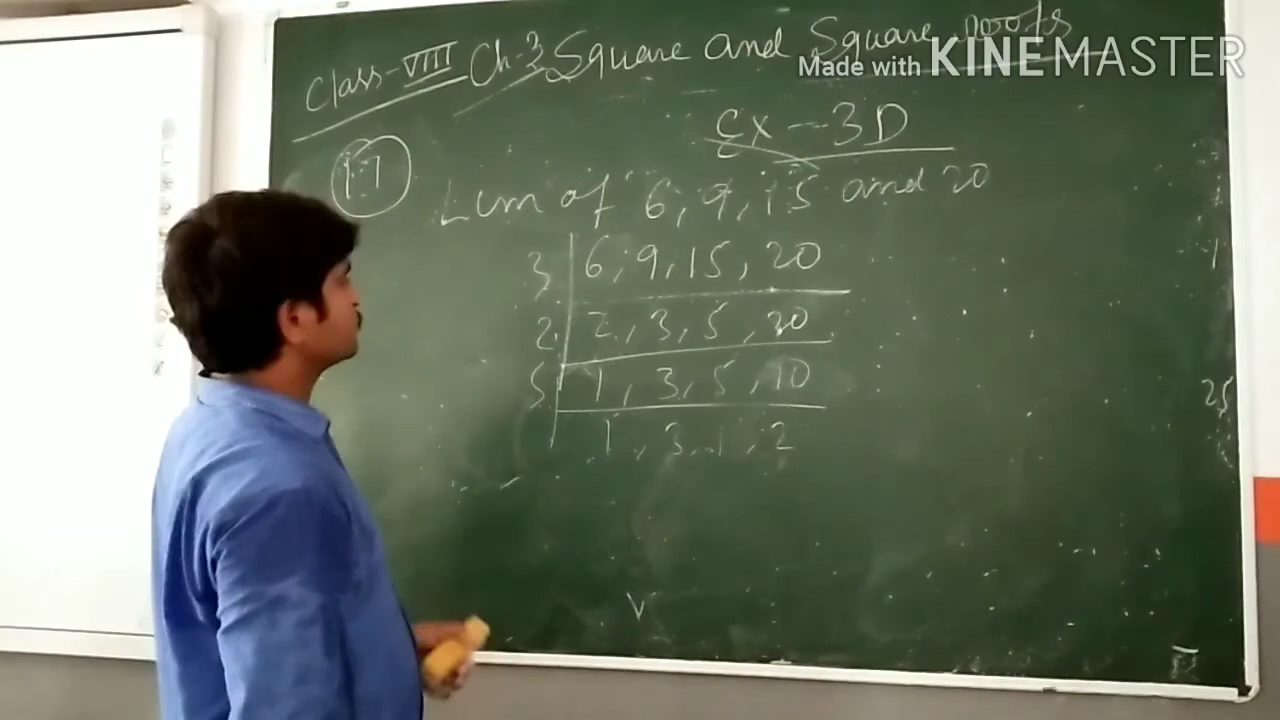 Class-VIII Ch-3 Square and Square roots
Made with KINEMASTER
Ex-3D
17
Lcm of 6, 9, 15 and 20
3 6, 9, 15, 20
2 2, 3, 5, 20
5 1, 3, 5, 10
1, 3, 1, 2
25